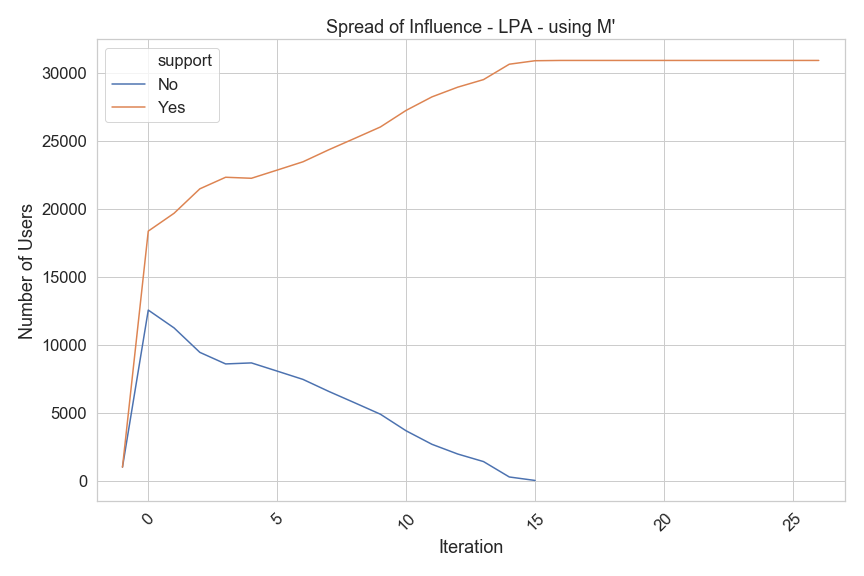 Spread of Influence - LPA - using M'
support
No
Yes
30000
25000
20000
15000
10000
5000
0
Number of Users
0
5
10
15
20
25
Iteration